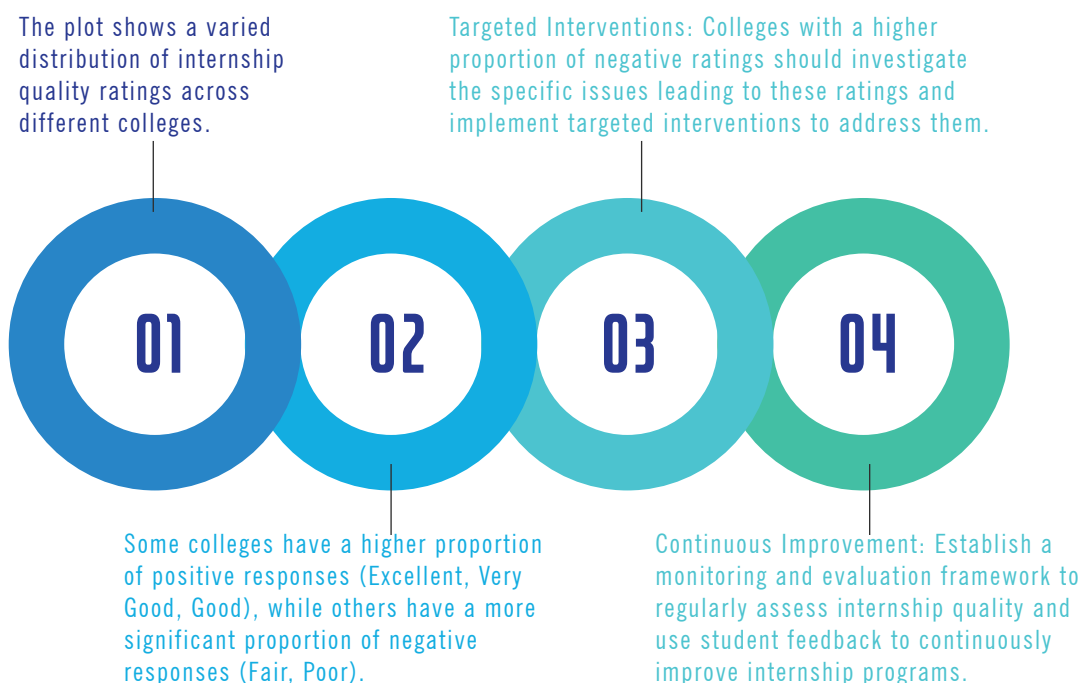 The plot shows a varied
distribution of internship
quality ratings across
different colleges.
Targeted Interventions: Colleges with a higher
proportion of negative ratings should investigate
the specific issues leading to these ratings and
implement targeted interventions to address them.
01
02
03
04
Some colleges have a higher proportion
of positive responses (Excellent, Very
Good, Good), while others have a more
significant proportion of negative
responses (Fair, Poor).
Continuous Improvement: Establish a
monitoring and evaluation framework to
regularly assess internship quality and
use student feedback to continuously
improve internship programs.